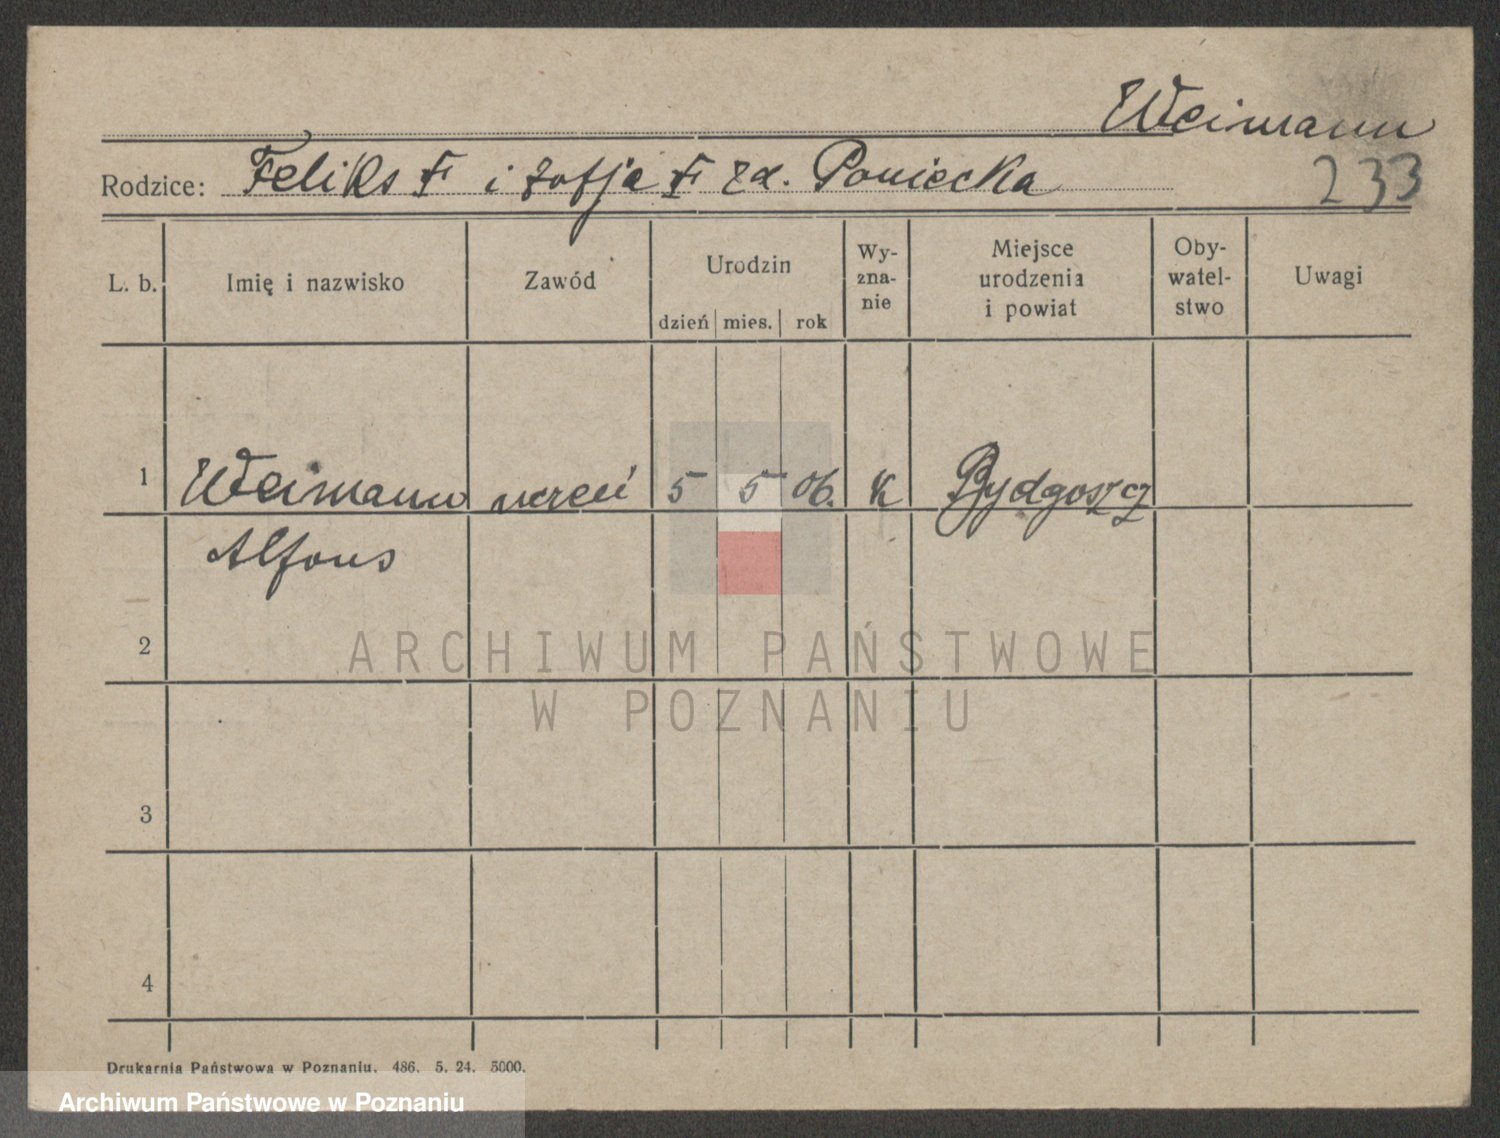 Weimann
Rodzice: Feliks † i Zofja † zd. Poniecka
233
L. b. Imię i nazwisko Zawód Urodzin dzień mies. rok Wy-zna-nie Miejsce urodzenia i powiat Oby-watel-stwo Uwagi
1 Weimann uczeń 5 5 06. K Bydgoszcz
Alfons
2
3
4
Drukarnia Państwowa w Poznaniu. 486. 5. 24. 5000.
ARCHIWUM PAŃSTWOWE
W POZNANIU
Archiwum Państwowe w Poznaniu